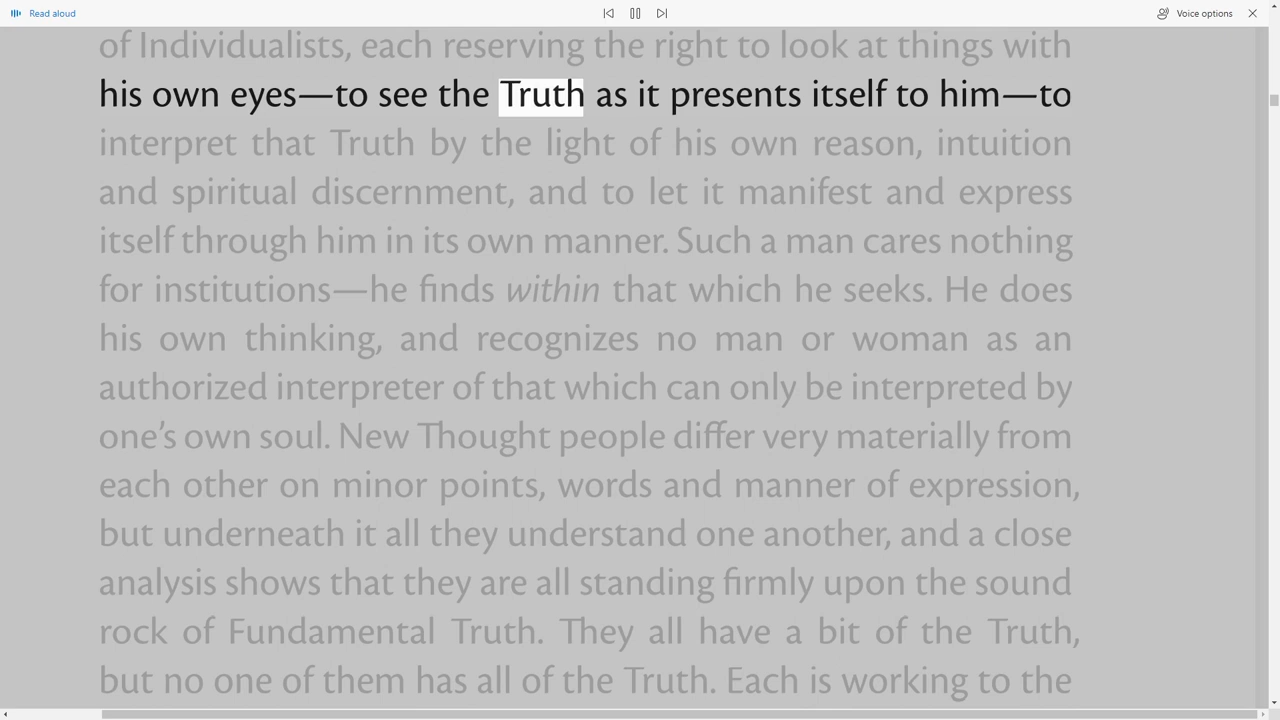 Read aloud
Voice options
of Individualists, each reserving the right to look at things with
his own eyes—to see the Truth as it presents itself to him—to
interpret that Truth by the light of his own reason, intuition
and spiritual discernment, and to let it manifest and express
itself through him in its own manner. Such a man cares nothing
for institutions—he finds within that which he seeks. He does
his own thinking, and recognizes no man or woman as an
authorized interpreter of that which can only be interpreted by
one’s own soul. New Thought people differ very materially from
each other on minor points, words and manner of expression,
but underneath it all they understand one another, and a close
analysis shows that they are all standing firmly upon the sound
rock of Fundamental Truth. They all have a bit of the Truth,
but no one of them has all of the Truth. Each is working to the